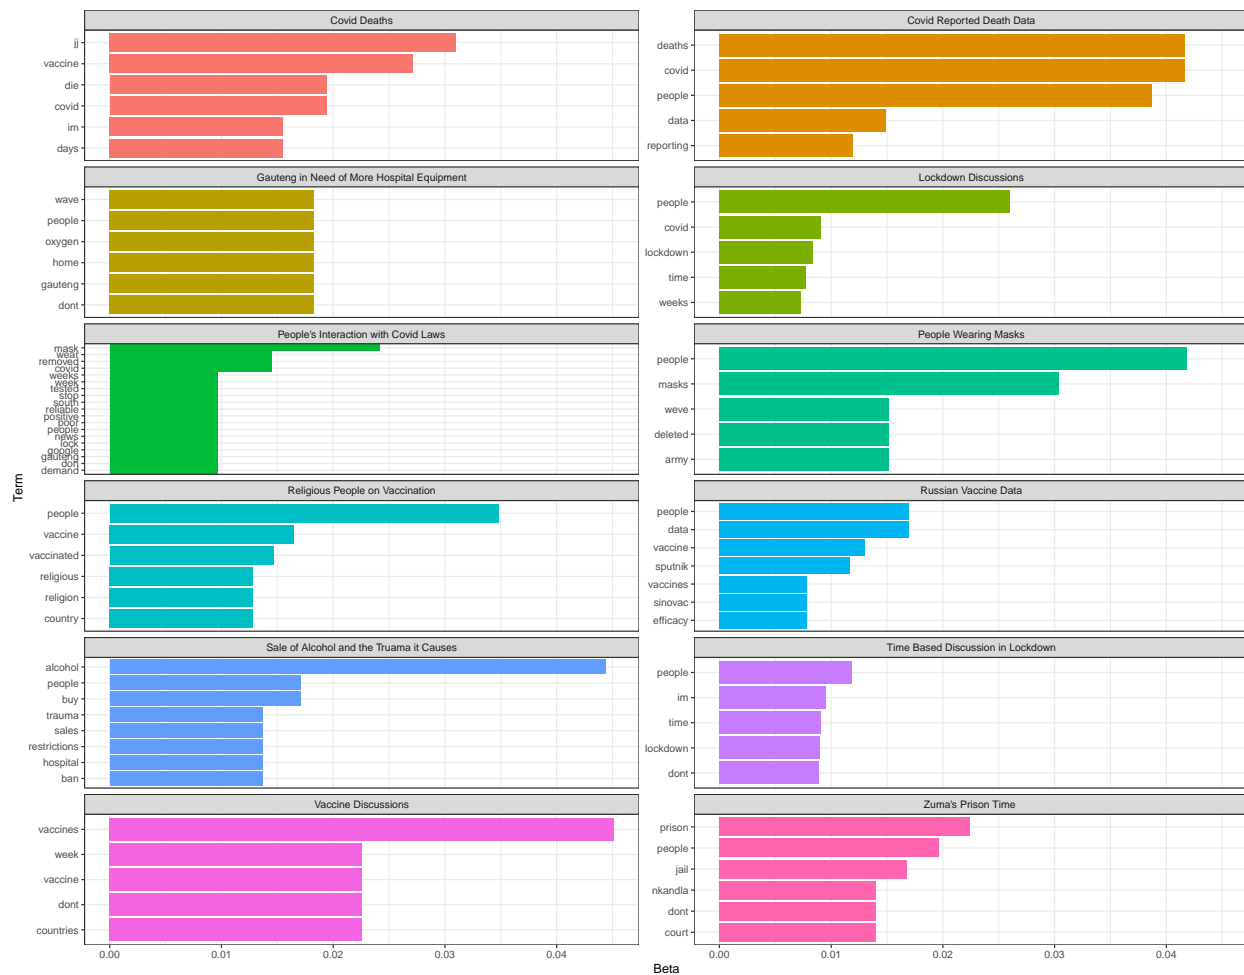 Covid Deaths
jj
vaccine
die
covid
im
days
Covid Reported Death Data
deaths
covid
people
data
reporting
Gauteng in Need of More Hospital Equipment
wave
people
oxygen
home
gauteng
dont
Lockdown Discussions
people
covid
lockdown
time
weeks
People's Interaction with Covid Laws
mask
wear
removed
covid
weeks
week
tested
stop
south
reliable
positive
poor
people
news
lock
google
gauteng
don
demand
People Wearing Masks
people
masks
weve
deleted
army
Religious People on Vaccination
people
vaccine
vaccinated
religious
religion
country
Russian Vaccine Data
people
data
vaccine
sputnik
vaccines
sinovac
efficacy
Sale of Alcohol and the Truama it Causes
alcohol
people
buy
trauma
sales
restrictions
hospital
ban
Time Based Discussion in Lockdown
people
im
time
lockdown
dont
Vaccine Discussions
vaccines
week
vaccine
dont
countries
Zuma's Prison Time
prison
people
jail
nkandla
dont
court
0.00 0.01 0.02 0.03 0.04
0.00 0.01 0.02 0.03 0.04
Term
Beta